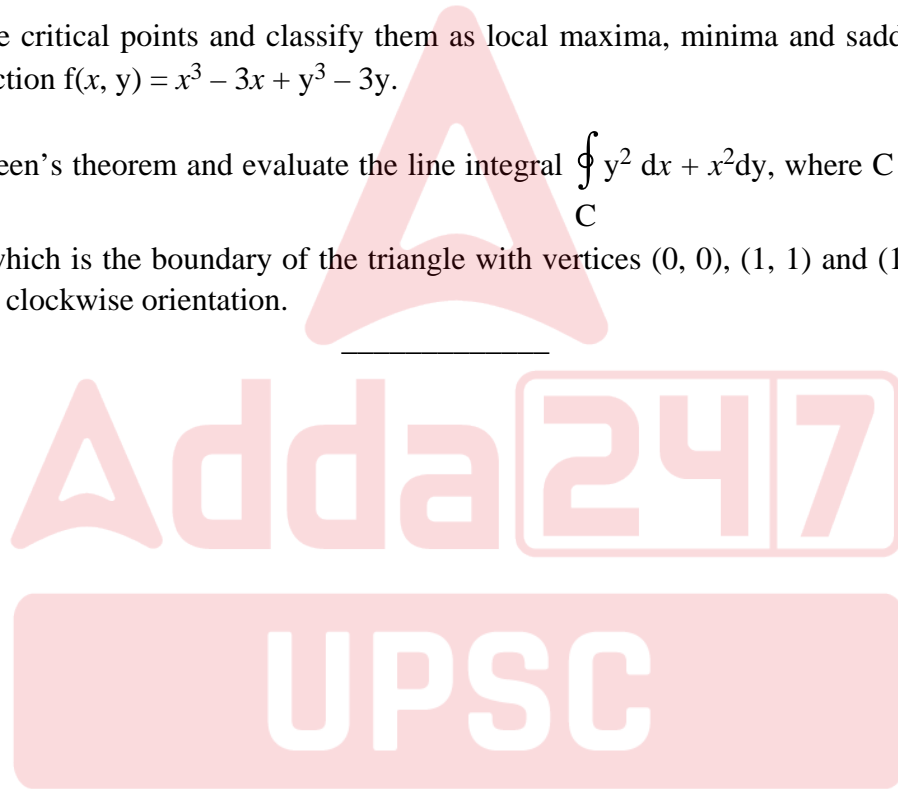 e critical points and classify them as local maxima, minima and sadd
ction f(x, y) = x³ – 3x + y³ – 3y.
een’s theorem and evaluate the line integral ∮ y² dx + x²dy, where C
C
which is the boundary of the triangle with vertices (0, 0), (1, 1) and (1
clockwise orientation.
Adda247
UPSC